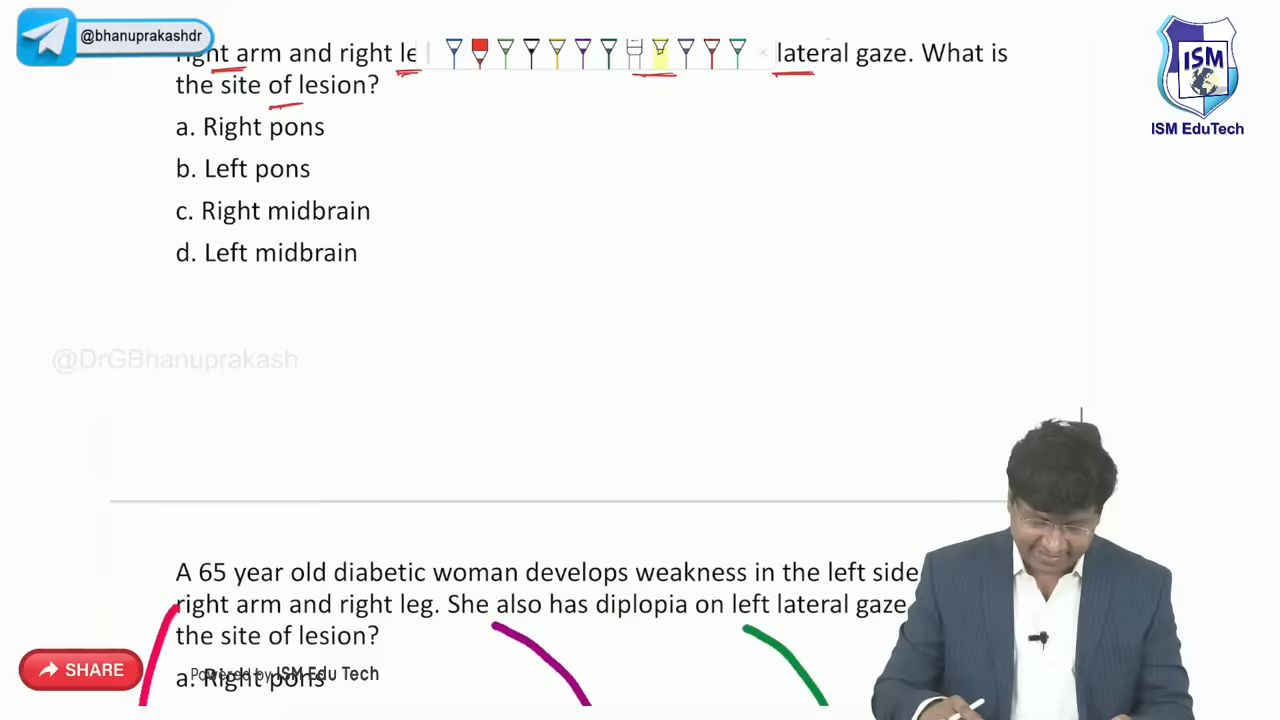 @bhanuprakashdr
right arm and right le lateral gaze. What is
the site of lesion?
a. Right pons
b. Left pons
c. Right midbrain
d. Left midbrain
ISM
ISM EduTech
@DrGBhanuprakash
A 65 year old diabetic woman develops weakness in the left side
right arm and right leg. She also has diplopia on left lateral gaze
the site of lesion?
a. Right pons
SHARE
Powered by ISM Edu Tech